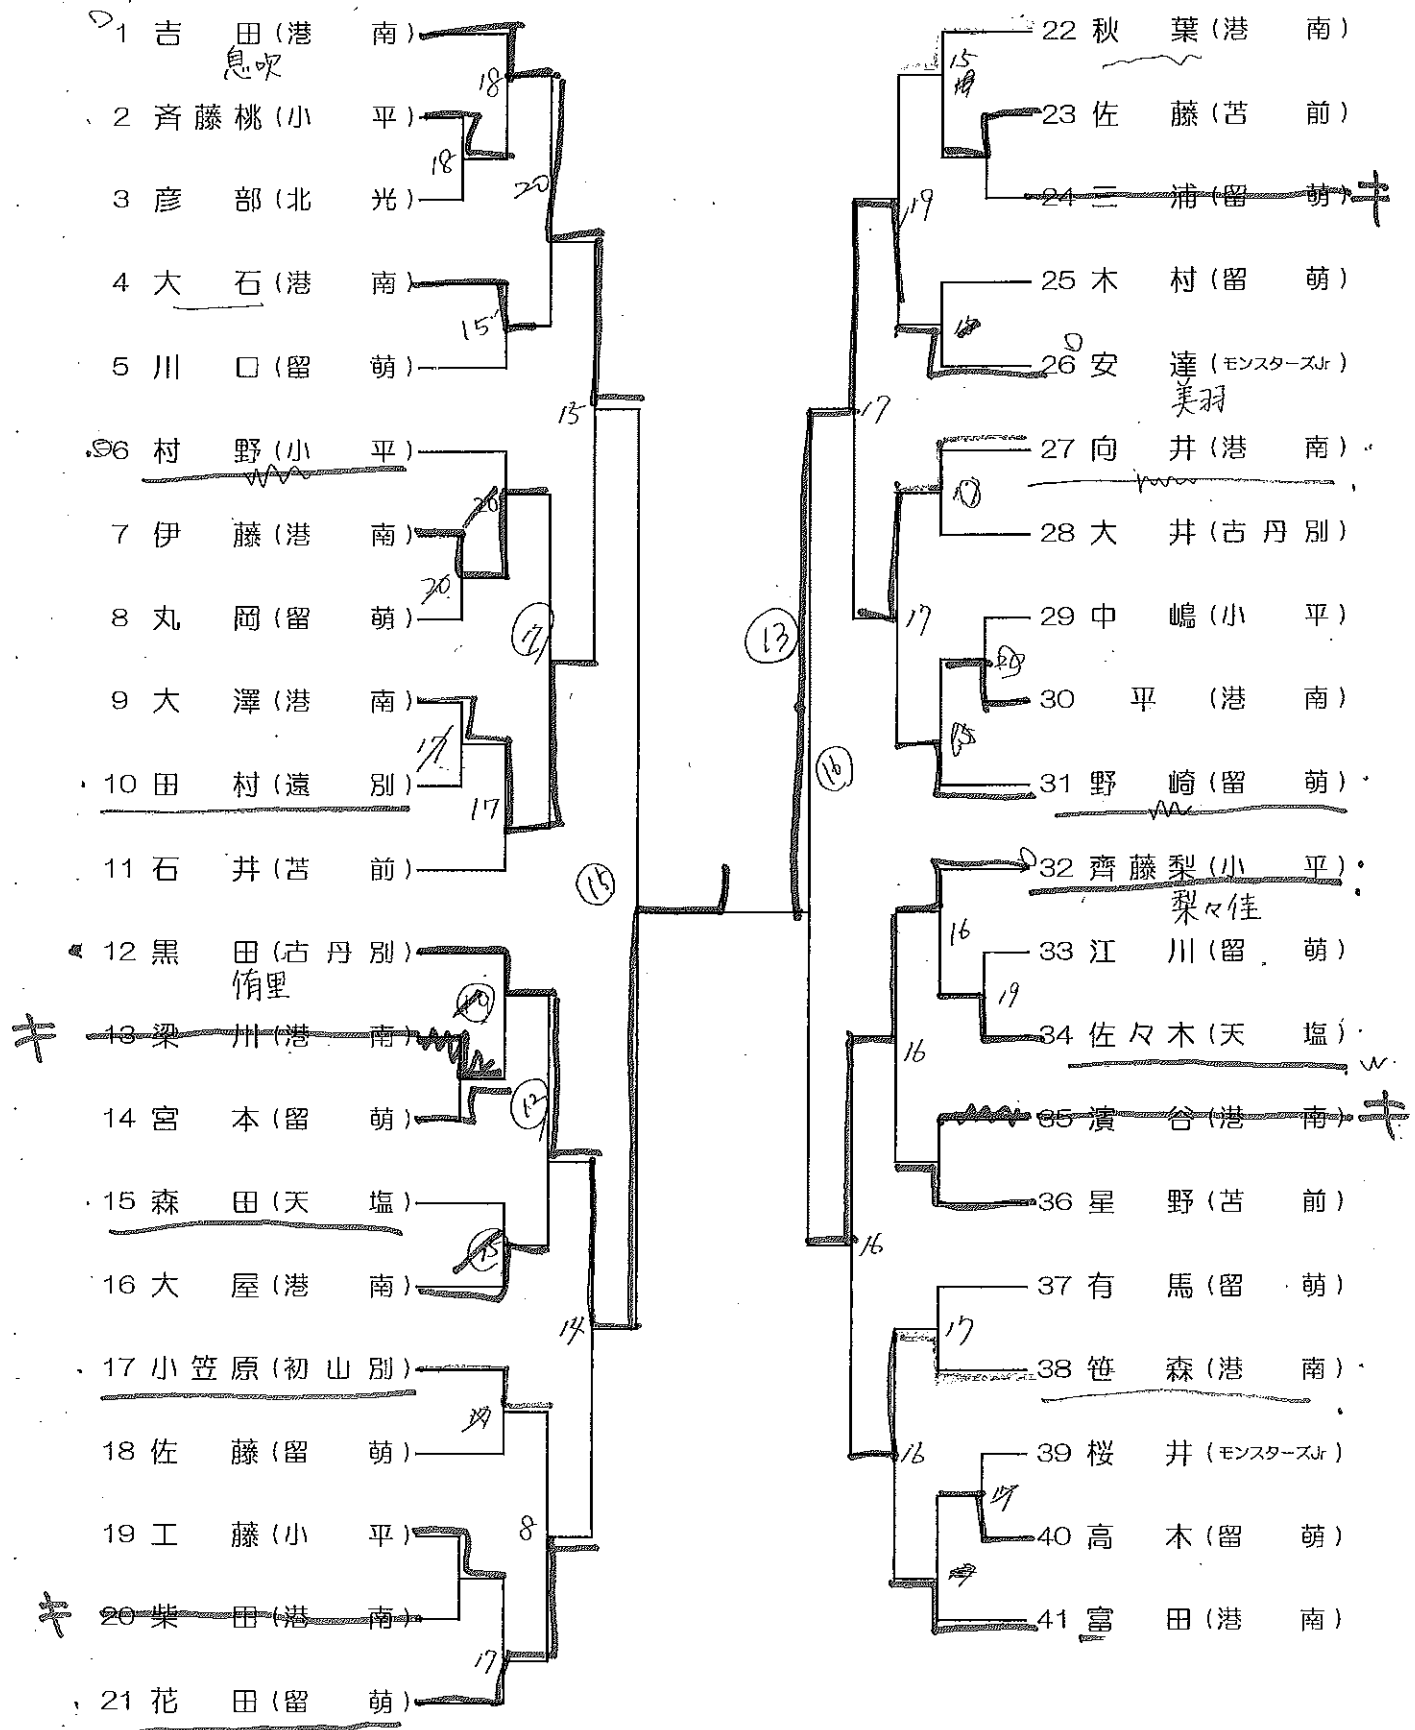 1 吉田(港南)
息吹
18
2 斉藤桃(小平)
18
20
3 彦部(北光)
4 大石(港南)
15
5 川口(留萌)
15
6 村野(小平)
7 伊藤(港南)
20
8 丸岡(留萌)
9 大澤(港南)
17
10 田村(遠別)
17
11 石井(苫前)
15
12 黒田(古丹別)
侑里
キ 13 梁川(港南)
12
14 宮本(留萌)
15 森田(天塩)
15
16 大屋(港南)
14
17 小笠原(初山別)
18 佐藤(留萌)
8
19 工藤(小平)
キ 20 柴田(港南)
17
21 花田(留萌)
22 秋葉(港南)
15
23 佐藤(苫前)
24 三浦(留萌) キ
19
25 木村(留萌)
26 安達(モンスターズJr)
美羽
17
27 向井(港南)
28 大井(古丹別)
13
17
29 中嶋(小平)
30 平(港南)
16
31 野崎(留萌)
32 齊藤梨(小平)
梨々佳
16
33 江川(留萌)
19
34 佐々木(天塩)
16
35 濱谷(港南) キ
36 星野(苫前)
16
37 有馬(留萌)
17
38 笹森(港南)
16
39 桜井(モンスターズJr)
17
40 高木(留萌)
41 富田(港南)